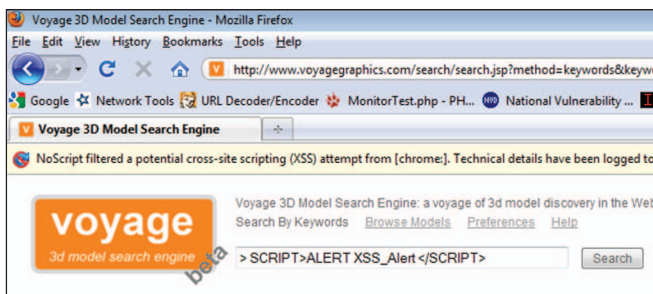 Voyage 3D Model Search Engine - Mozilla Firefox
File Edit View History Bookmarks Tools Help
http://www.voyagegraphics.com/search/search.jsp?method=keywords&keyw
Google Network Tools URL Decoder/Encoder MonitorTest.php - PH... National Vulnerability ...
Voyage 3D Model Search Engine
NoScript filtered a potential cross-site scripting (XSS) attempt from [chrome:]. Technical details have been logged to
Voyage 3D Model Search Engine: a voyage of 3d model discovery in the Web
Search By Keywords Browse Models Preferences Help
voyage
3d model search engine
beta
> SCRIPT>ALERT XSS_Alert </SCRIPT> Search